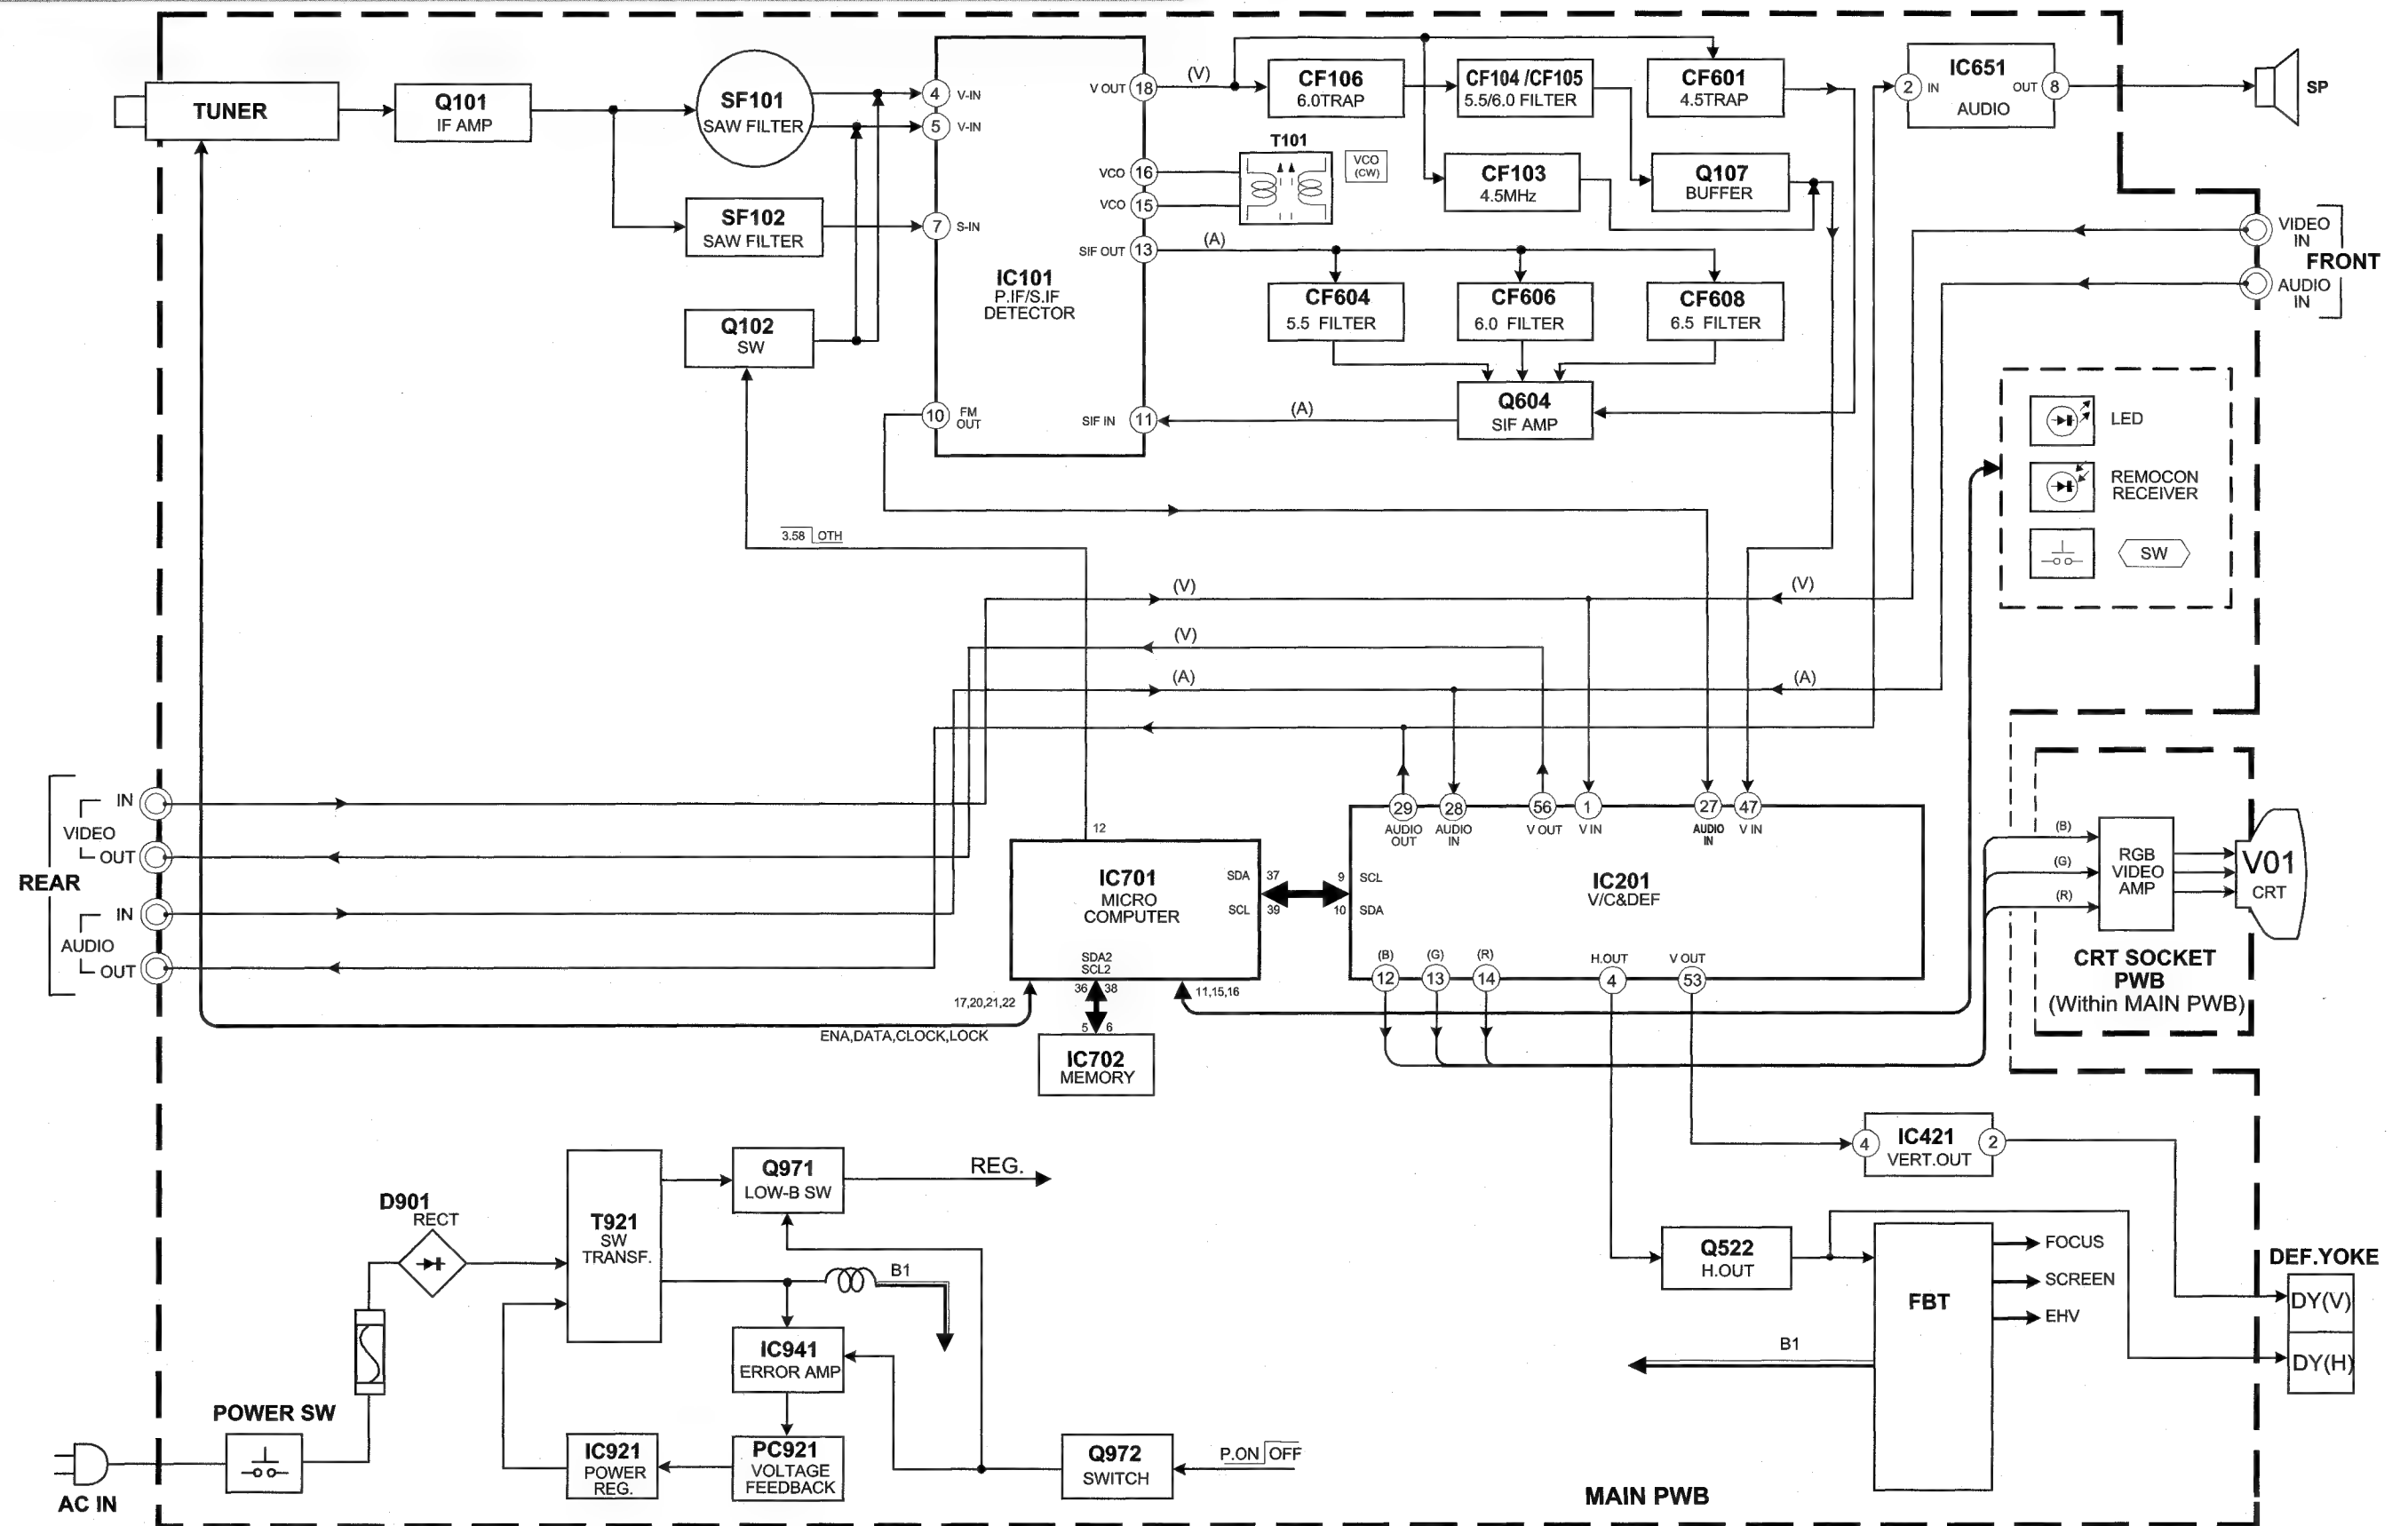 TUNER
Q101
IF AMP
SF101
SAW FILTER
SF102
SAW FILTER
Q102
SW
4
V-IN
5
V-IN
7
S-IN
10
FM
OUT
IC101
P.IF/S.IF
DETECTOR
V OUT
18
VCO
16
VCO
15
SIF OUT
13
SIF IN
11
(V)
CF106
6.0TRAP
CF104 /CF105
5.5/6.0 FILTER
CF601
4.5TRAP
T101
VCO
(CW)
CF103
4.5MHz
Q107
BUFFER
(A)
CF604
5.5 FILTER
CF606
6.0 FILTER
CF608
6.5 FILTER
(A)
Q604
SIF AMP
2
IN
IC651
AUDIO
OUT
8
SP
VIDEO
IN
FRONT
AUDIO
IN
LED
REMOCON
RECEIVER
SW
3.58
OTH
(V)
(V)
(V)
(A)
(A)
REAR
VIDEO
IN
OUT
AUDIO
IN
OUT
12
IC701
MICRO
COMPUTER
SDA
37
SCL
39
SDA2
SCL2
36
38
17,20,21,22
11,15,16
ENA,DATA,CLOCK,LOCK
5
6
IC702
MEMORY
29
AUDIO
OUT
28
AUDIO
IN
56
V OUT
1
V IN
27
AUDIO
IN
47
V IN
9
SCL
10
SDA
IC201
V/C&DEF
(B)
12
(G)
13
(R)
14
H.OUT
4
V OUT
53
(B)
(G)
(R)
RGB
VIDEO
AMP
V01
CRT
CRT SOCKET
PWB
(Within MAIN PWB)
4
IC421
VERT.OUT
2
Q522
H.OUT
FBT
FOCUS
SCREEN
EHV
B1
DEF.YOKE
DY(V)
DY(H)
AC IN
POWER SW
D901
RECT
T921
SW
TRANSF.
Q971
LOW-B SW
REG.
B1
IC941
ERROR AMP
IC921
POWER
REG.
PC921
VOLTAGE
FEEDBACK
Q972
SWITCH
P.ON
OFF
MAIN PWB